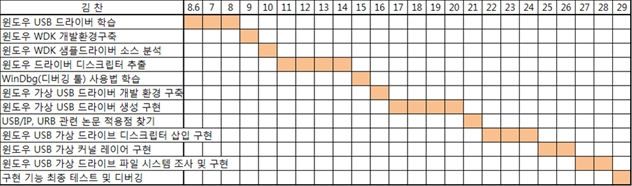 김 찬 8.6 7 8 9 10 11 12 13 14 15 16 17 18 19 20 21 22 23 24 25 26 27 28 29
윈도우 USB 드라이버 학습
윈도우 WDK 개발환경구축
윈도우 WDK 샘플드라이버 소스 분석
윈도우 드라이버 디스크립터 추출
WinDbg(디버깅 툴) 사용법 학습
윈도우 가상 USB 드라이버 개발 환경 구축
윈도우 가상 USB 드라이버 생성 구현
USB/IP, URB 관련 논문 적용점 찾기
윈도우 USB 가상 드라이브 디스크립터 삽입 구현
윈도우 USB 가상 커널 레이어 구현
윈도우 USB 가상 드라이브 파일 시스템 조사 및 구현
구현 기능 최종 테스트 및 디버깅